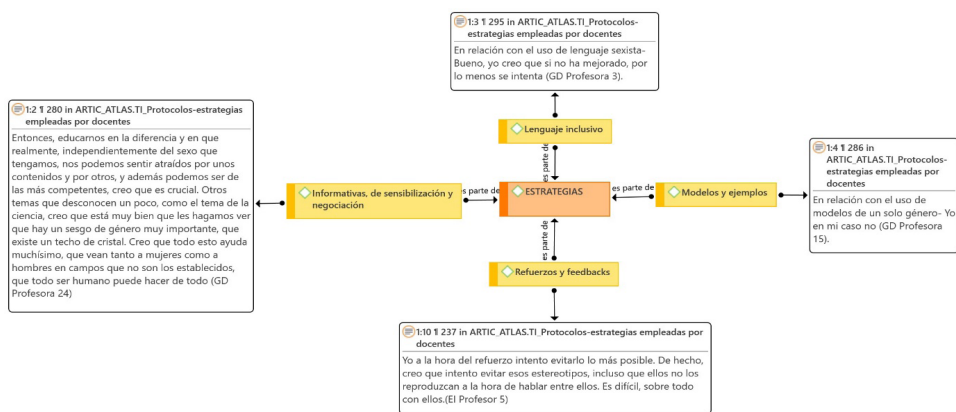 1:3 ¶ 295 in ARTIC_ATLAS.TI_Protocolos-
estrategias empleadas por docentes
En relación con el uso de lenguaje sexista-
Bueno, yo creo que si no ha mejorado, por
lo menos se intenta (GD Profesora 3).
1:2 ¶ 280 in ARTIC_ATLAS.TI_Protocolos-estrategias
empleadas por docentes
Entonces, educarnos en la diferencia y en que
realmente, independientemente del sexo que
tengamos, nos podemos sentir atraídos por unos
contenidos y por otros, y además podemos ser de
las más competentes, creo que es crucial. Otros
temas que desconocen un poco, como el tema de la
ciencia, creo que está muy bien que les hagamos ver
que hay un sesgo de género muy importante, que
existe un techo de cristal. Creo que todo esto ayuda
muchísimo, que vean tanto a mujeres como a
hombres en campos que no son los establecidos,
que todo ser humano puede hacer de todo (GD
Profesora 24)
Lenguaje inclusivo
es parte de
Informativas, de sensibilización y
negociación
es parte de
ESTRATEGIAS
es parte de
Modelos y ejemplos
1:4 ¶ 286 in
ARTIC_ATLAS.TI_Protocolos-
estrategias empleadas por
docentes
En relación con el uso de
modelos de un solo género- Yo
en mi caso no (GD Profesora
15).
es parte de
Refuerzos y feedbacks
1:10 ¶ 237 in ARTIC_ATLAS.TI_Protocolos-estrategias empleadas por
docentes
Yo a la hora del refuerzo intento evitarlo lo más posible. De hecho,
creo que intento evitar esos estereotipos, incluso que ellos no los
reproduzcan a la hora de hablar entre ellos. Es difícil, sobre todo
con ellos.(EI Profesor 5)